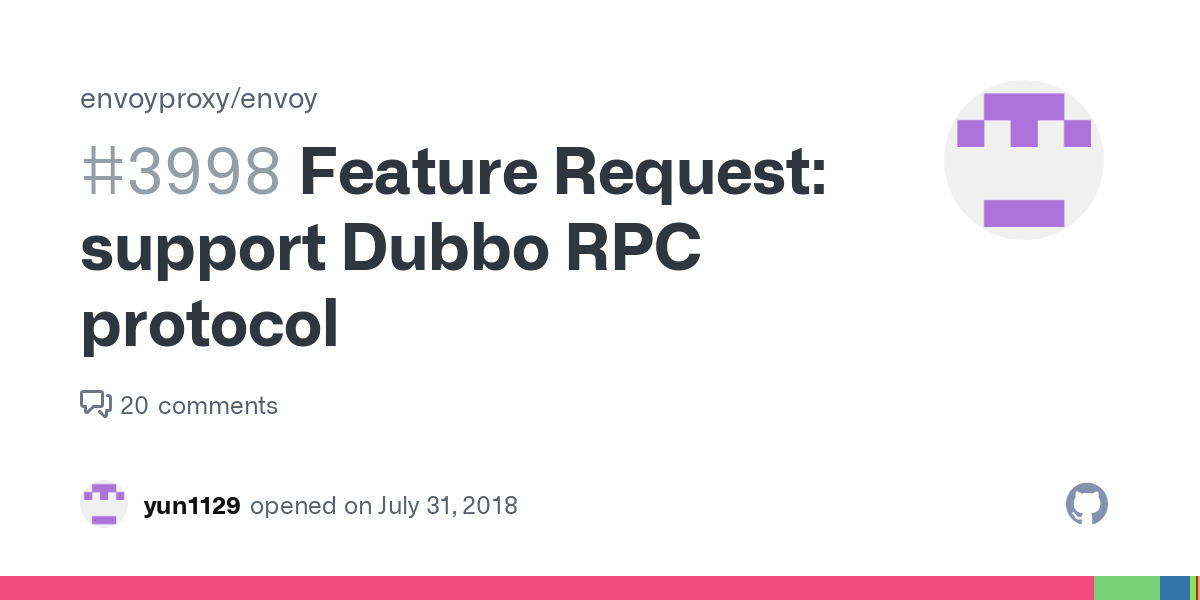 envoyproxy/envoy
#3998 Feature Request:
support Dubbo RPC
protocol
20 comments
yun1129 opened on July 31, 2018